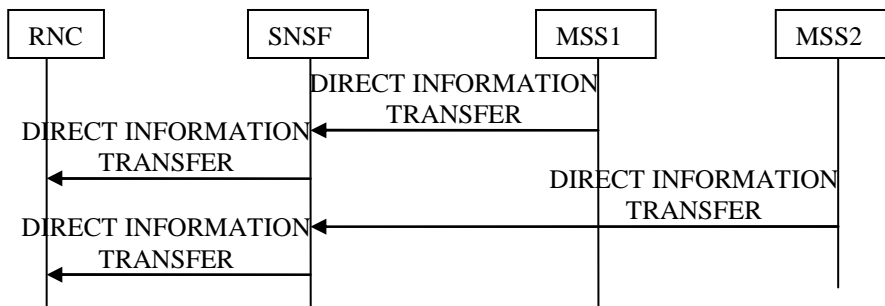 RNC
SNSF
MSS1
MSS2
DIRECT INFORMATION
TRANSFER
DIRECT INFORMATION
TRANSFER
DIRECT INFORMATION
TRANSFER
DIRECT INFORMATION
TRANSFER